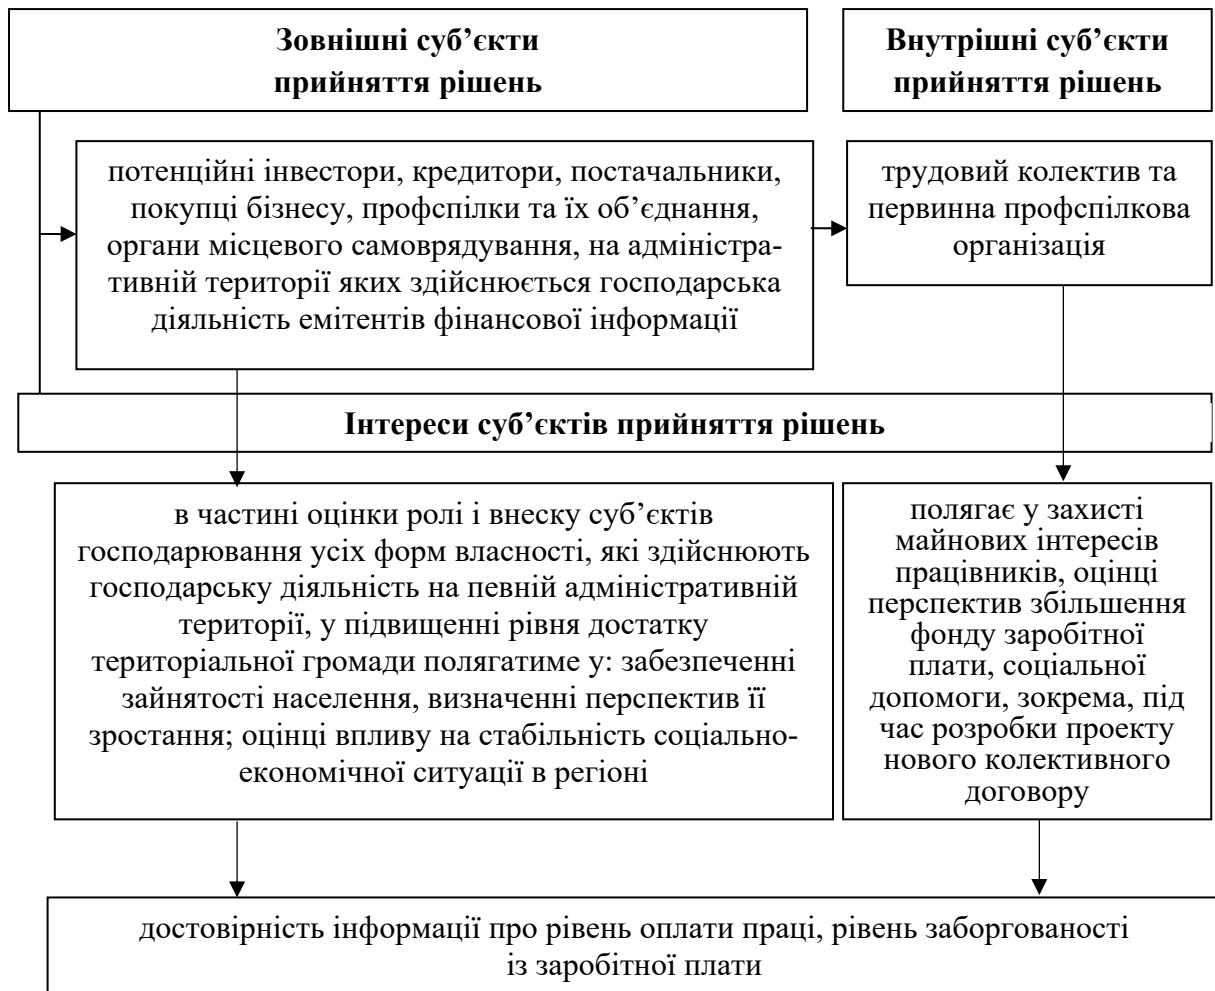 Зовнішні суб’єкти
прийняття рішень
Внутрішні суб’єкти
прийняття рішень
потенційні інвестори, кредитори, постачальники,
покупці бізнесу, профспілки та їх об’єднання,
органи місцевого самоврядування, на адміністра-
тивній території яких здійснюється господарська
діяльність емітентів фінансової інформації
трудовий колектив та
первинна профспілкова
організація
Інтереси суб’єктів прийняття рішень
в частині оцінки ролі і внеску суб’єктів
господарювання усіх форм власності, які здійснюють
господарську діяльність на певній адміністративній
території, у підвищенні рівня достатку
територіальної громади полягатиме у: забезпеченні
зайнятості населення, визначенні перспектив її
зростання; оцінці впливу на стабільність соціально-
економічної ситуації в регіоні
полягає у захисті
майнових інтересів
працівників, оцінці
перспектив збільшення
фонду заробітної
плати, соціальної
допомоги, зокрема, під
час розробки проекту
нового колективного
договору
достовірність інформації про рівень оплати праці, рівень заборгованості
із заробітної плати